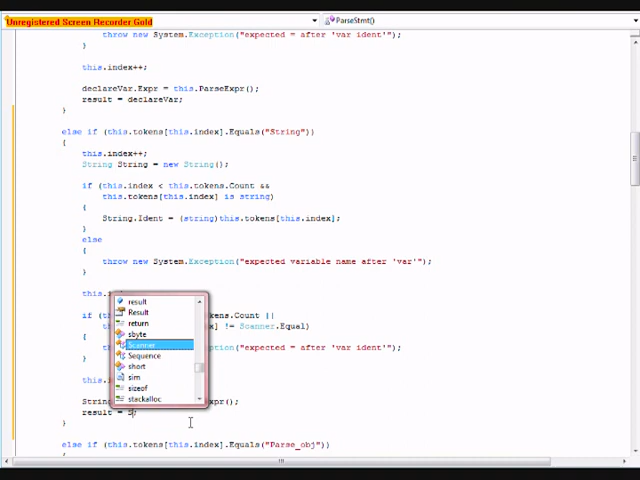 Unregistered Screen Recorder Gold
ParseStmt()
throw new System.Exception("expected = after 'var ident'");
}
this.index++;
declareVar.Expr = this.ParseExpr();
result = declareVar;
}
else if (this.tokens[this.index].Equals("String"))
{
this.index++;
String String = new String();
if (this.index < this.tokens.Count &&
this.tokens[this.index] is string)
{
String.Ident = (string)this.tokens[this.index];
}
else
{
throw new System.Exception("expected variable name after 'var'");
}
this.
if (
kens.Count ||
!= Scanner.Equal)
{
ception("expected = after 'var ident'");
}
this.
String
xpr();
result = S;
}
else if (this.tokens[this.index].Equals("Parse_obj"))
{
result
Result
return
sbyte
Scanner
Sequence
short
sim
sizeof
stackalloc